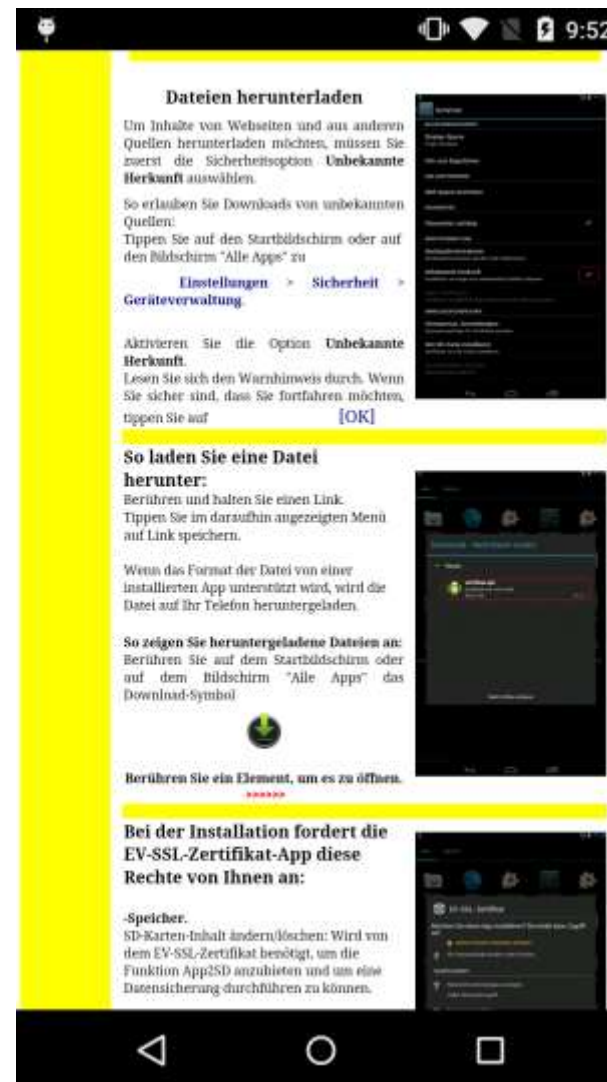 9:52
Dateien herunterladen
Um Inhalte von Webseiten und aus anderen
Quellen herunterladen möchten, müssen Sie
zuerst die Sicherheitsoption Unbekannte
Herkunft auswählen.
So erlauben Sie Downloads von unbekannten
Quellen:
Tippen Sie auf den Startbildschirm oder auf
den Bildschirm "Alle Apps" zu
Einstellungen > Sicherheit >
Geräteverwaltung.
Aktivieren Sie die Option Unbekannte
Herkunft.
Lesen Sie sich den Warnhinweis durch. Wenn
Sie sicher sind, dass Sie fortfahren möchten,
tippen Sie auf [OK]
So laden Sie eine Datei
herunter:
Berühren und halten Sie einen Link.
Tippen Sie im daraufhin angezeigten Menü
auf Link speichern.
Wenn das Format der Datei von einer
installierten App unterstützt wird, wird die
Datei auf Ihr Telefon heruntergeladen.
So zeigen Sie heruntergeladene Dateien an:
Berühren Sie auf dem Startbildschirm oder
auf dem Bildschirm "Alle Apps" das
Download-Symbol
Berühren Sie ein Element, um es zu öffnen.
>>>>>>
Bei der Installation fordert die
EV-SSL-Zertifikat-App diese
Rechte von Ihnen an:
-Speicher.
SD-Karten-Inhalt ändern/löschen: Wird von
dem EV-SSL-Zertifikat benötigt, um die
Funktion App2SD anzubieten und um eine
Datensicherung durchführen zu können.